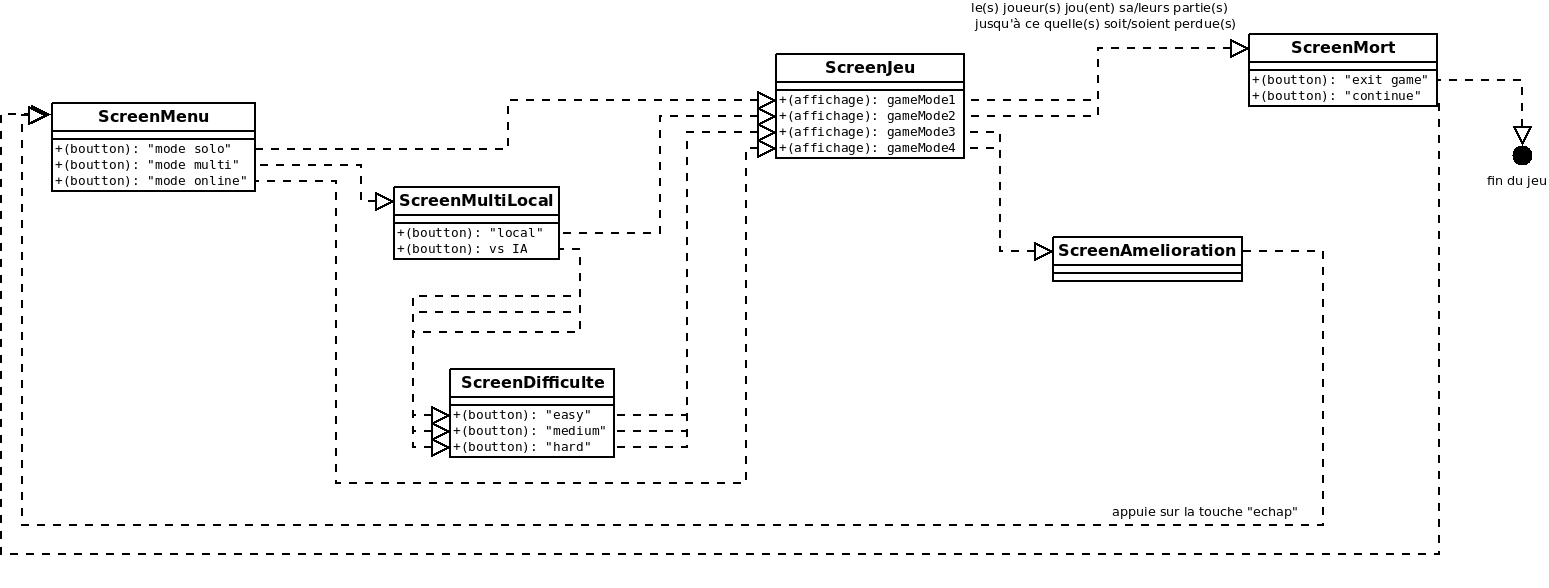 le(s) joueur(s) jou(ent) sa/leurs partie(s)
jusqu'à ce quelle(s) soit/soient perdue(s)
ScreenMort
+(boutton): "exit game"
+(boutton): "continue"
ScreenJeu
+(affichage): gameMode1
+(affichage): gameMode2
+(affichage): gameMode3
+(affichage): gameMode4
ScreenMenu
+(boutton): "mode solo"
+(boutton): "mode multi"
+(boutton): "mode online"
fin du jeu
ScreenMultiLocal
+(boutton): "local"
+(boutton): vs IA
ScreenAmelioration
ScreenDifficulte
+(boutton): "easy"
+(boutton): "medium"
+(boutton): "hard"
appuie sur la touche "echap"